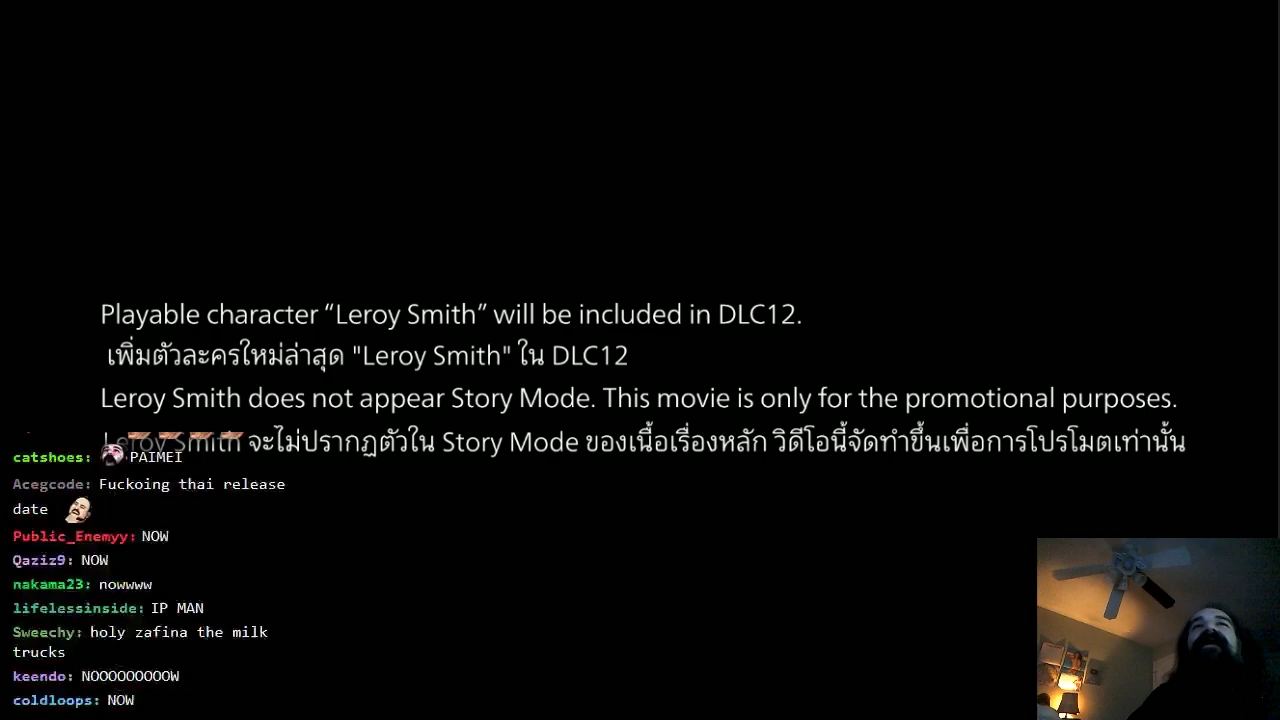 Playable character “Leroy Smith” will be included in DLC12.
เพิ่มตัวละครใหม่ล่าสุด "Leroy Smith" ใน DLC12
Leroy Smith does not appear Story Mode. This movie is only for the promotional purposes.
Leroy Smith จะไม่ปรากฏตัวใน Story Mode ของเนื้อเรื่องหลัก วิดีโอนี้จัดทำขึ้นเพื่อการโปรโมตเท่านั้น
catshoes: PAIMEI
Acegcode: Fuckoing thai release
date
Public_Enemyy: NOW
Qaziz9: NOW
nakama23: nowwww
lifelessinside: IP MAN
Sweechy: holy zafina the milk
trucks
keendo: NOOOOOOOOOW
coldloops: NOW